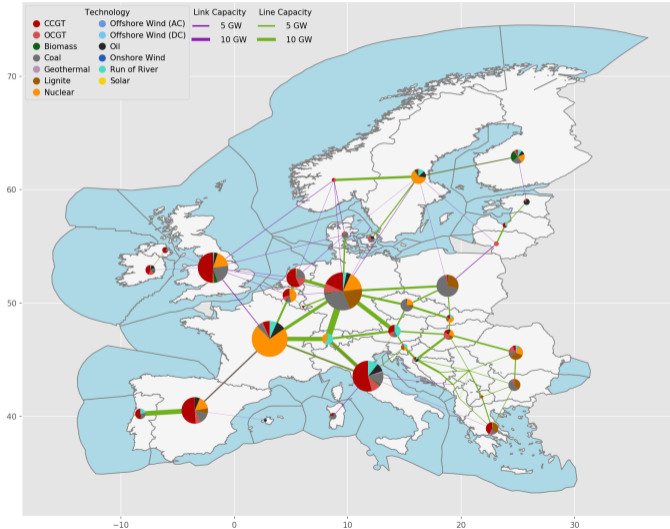 Technology
CCGT
OCGT
Biomass
Coal
Geothermal
Lignite
Nuclear
Offshore Wind (AC)
Offshore Wind (DC)
Oil
Onshore Wind
Run of River
Solar
Link Capacity
5 GW
10 GW
Line Capacity
5 GW
10 GW
70
60
50
40
−10
0
10
20
30